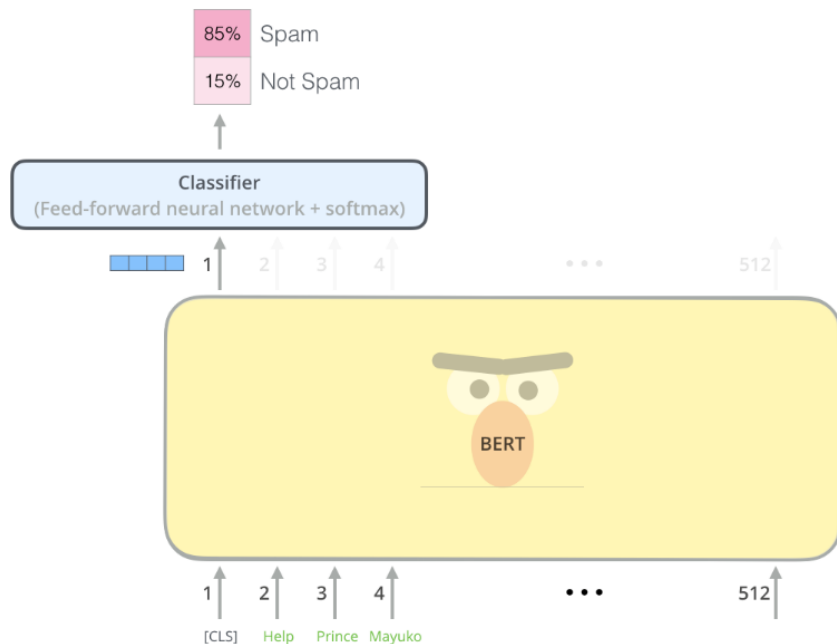 85% Spam
15% Not Spam
Classifier
(Feed-forward neural network + softmax)
1 2 3 4 ••• 512
BERT
1 2 3 4 ••• 512
[CLS] Help Prince Mayuko